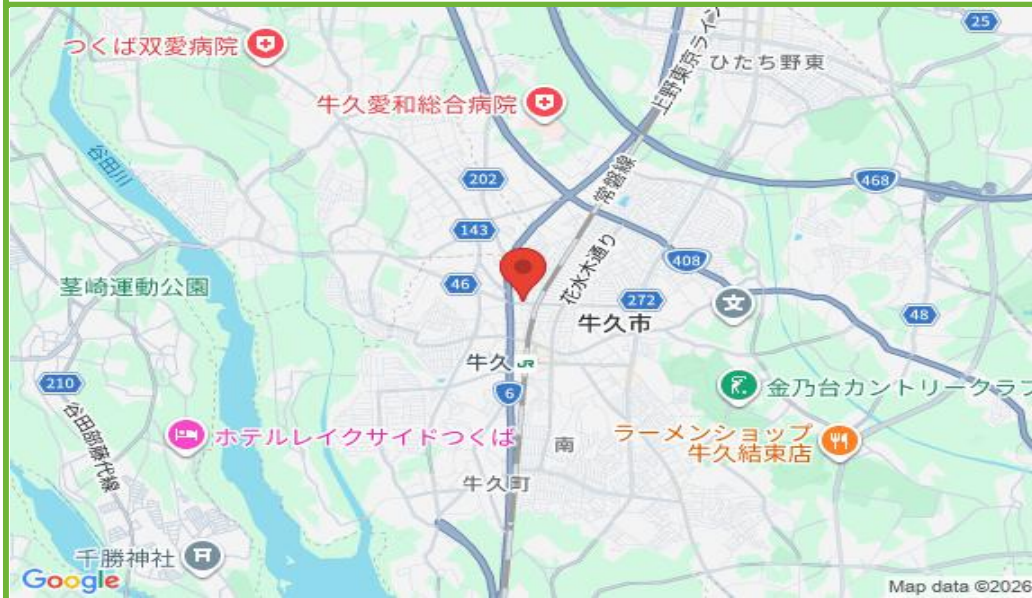 25
つくば双愛病院
ひたち野東
上野東京ライン
牛久愛和総合病院
谷田川
常磐線
202
468
143
花水木通り
408
茎崎運動公園
46
272
文
48
牛久市
牛久
JR
210
6
金乃台カントリークラブ
谷田部藤代線
ホテルレイクサイドつくば
ラーメンショップ
牛久結束店
南
牛久町
千勝神社
Google
Map data ©2026